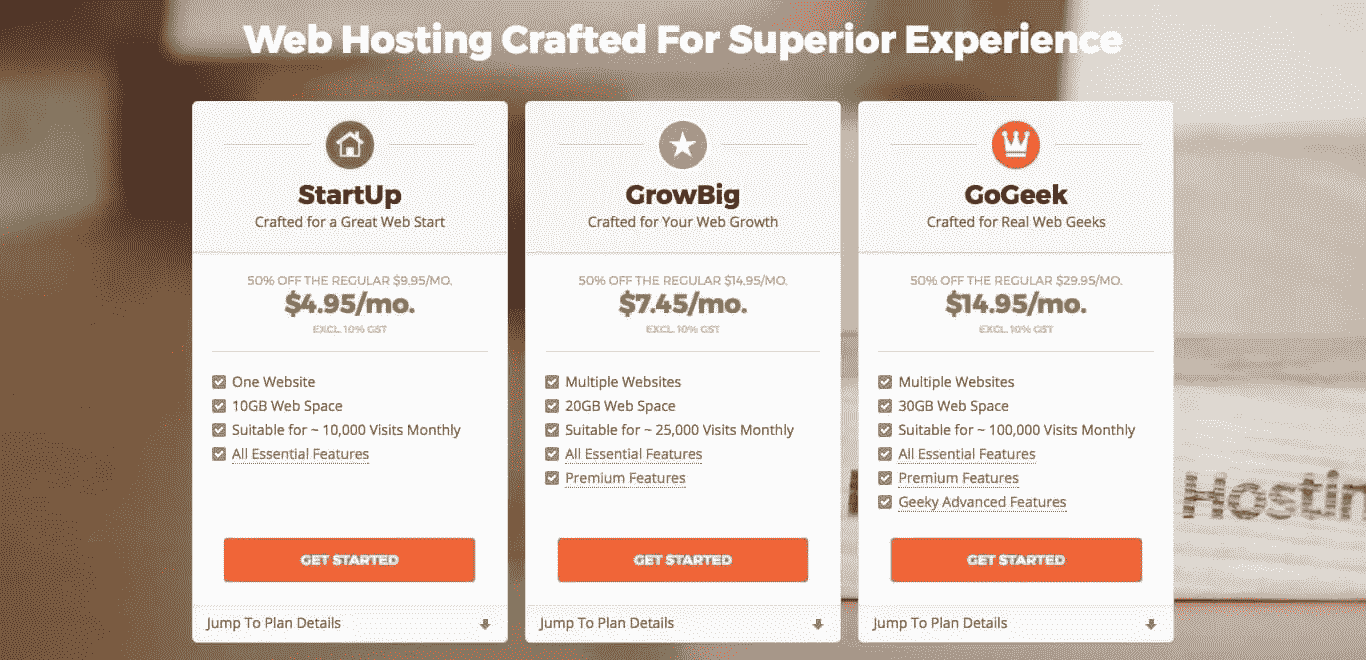 Web Hosting Crafted For Superior Experience
StartUp
Crafted for a Great Web Start
50% OFF THE REGULAR $9.95/MO.
$4.95/mo.
EXCL. 10% GST
One Website
10GB Web Space
Suitable for ~ 10,000 Visits Monthly
All Essential Features
GET STARTED
Jump To Plan Details
GrowBig
Crafted for Your Web Growth
50% OFF THE REGULAR $14.95/MO.
$7.45/mo.
EXCL. 10% GST
Multiple Websites
20GB Web Space
Suitable for ~ 25,000 Visits Monthly
All Essential Features
Premium Features
GET STARTED
Jump To Plan Details
GoGeek
Crafted for Real Web Geeks
50% OFF THE REGULAR $29.95/MO.
$14.95/mo.
EXCL. 10% GST
Multiple Websites
30GB Web Space
Suitable for ~ 100,000 Visits Monthly
All Essential Features
Premium Features
Geeky Advanced Features
GET STARTED
Jump To Plan Details
Hostin